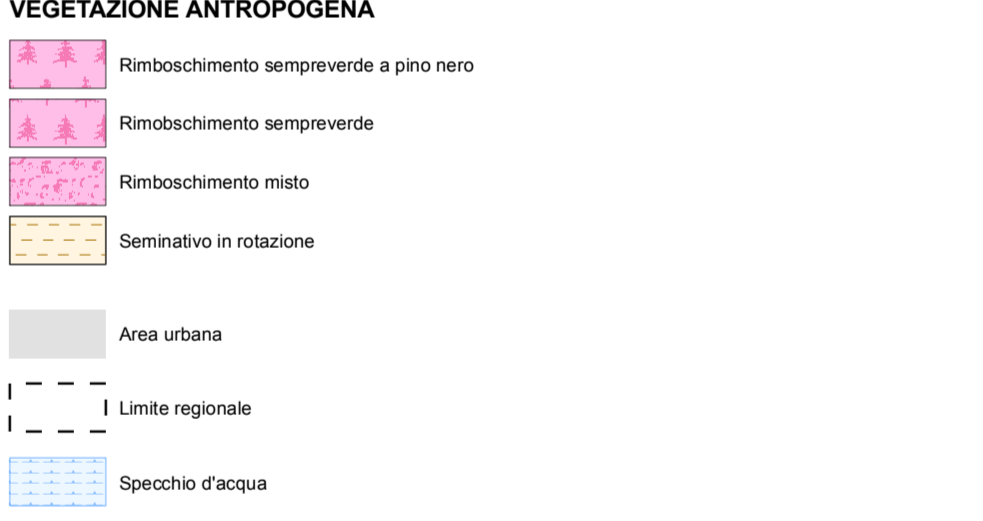 VEGETAZIONE ANTROPOGENA
Rimboschimento sempreverde a pino nero
Rimobschimento sempreverde
Rimboschimento misto
Seminativo in rotazione
Area urbana
Limite regionale
Specchio d'acqua